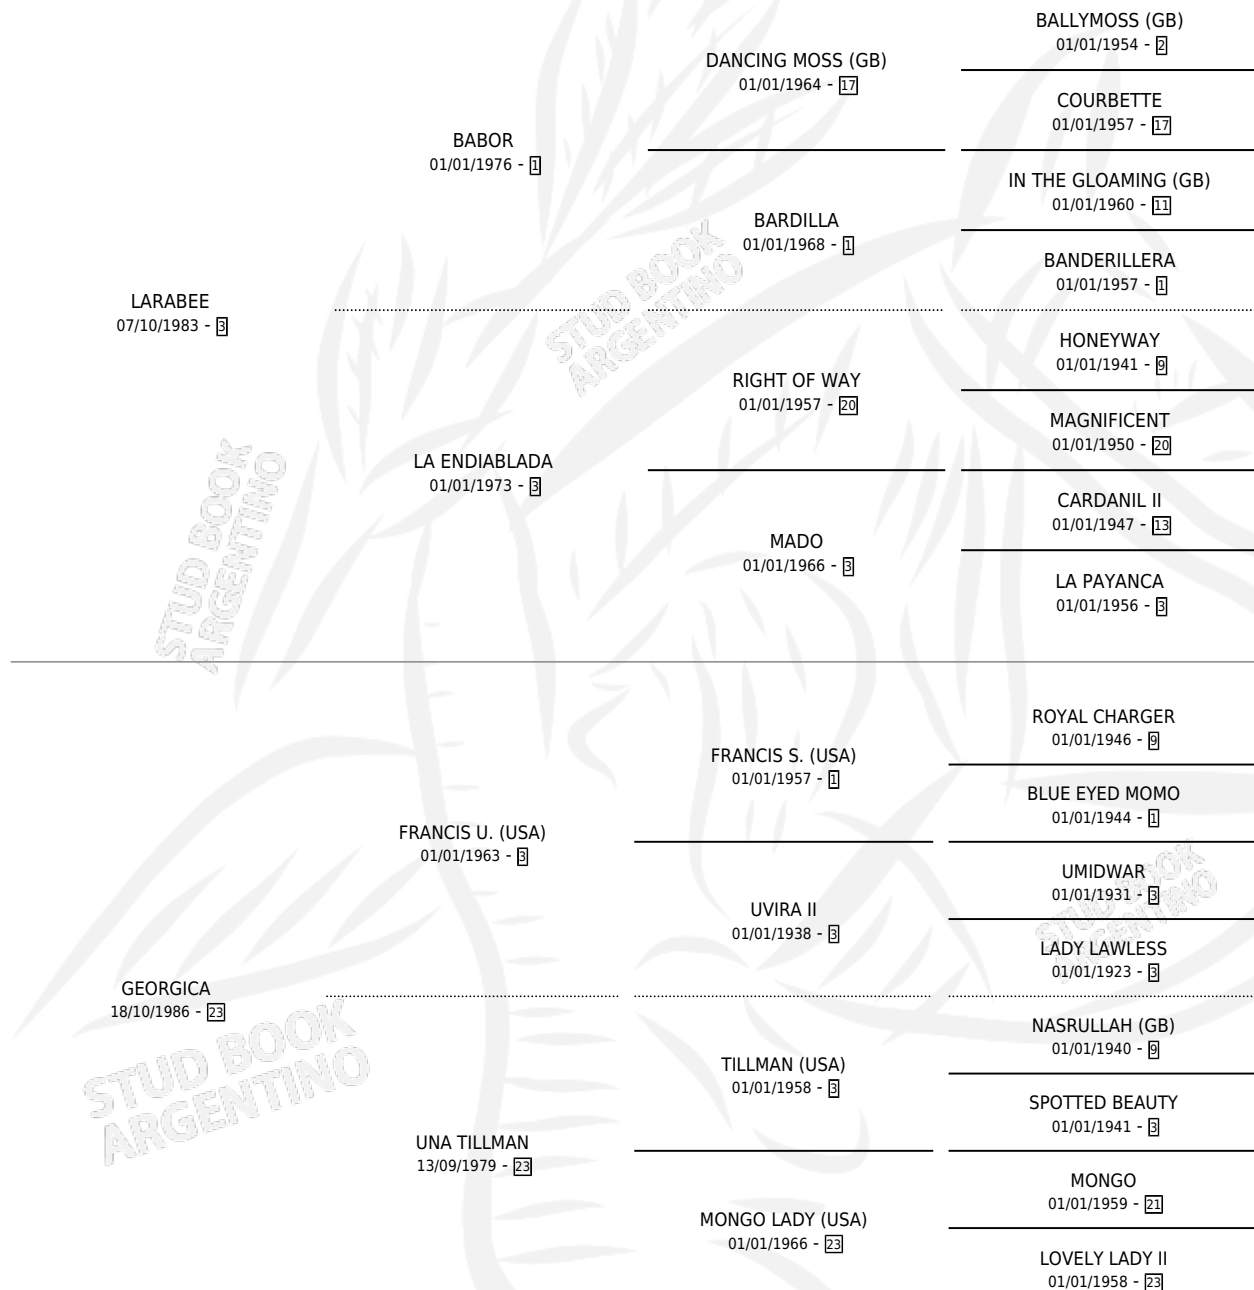 BALLYMOSS (GB)
01/01/1954 - 2
DANCING MOSS (GB)
01/01/1964 - 17
COURBETTE
01/01/1957 - 17
BABOR
01/01/1976 - 1
IN THE GLOAMING (GB)
01/01/1960 - 11
BARDILLA
01/01/1968 - 1
BANDERILLERA
01/01/1957 - 1
LARABEE
07/10/1983 - 3
HONEYWAY
01/01/1941 - 9
RIGHT OF WAY
01/01/1957 - 20
MAGNIFICENT
01/01/1950 - 20
LA ENDIABLADA
01/01/1973 - 3
CARDANIL II
01/01/1947 - 13
MADO
01/01/1966 - 3
LA PAYANCA
01/01/1956 - 3
ROYAL CHARGER
01/01/1946 - 9
FRANCIS S. (USA)
01/01/1957 - 1
BLUE EYED MOMO
01/01/1944 - 1
FRANCIS U. (USA)
01/01/1963 - 3
UMIDWAR
01/01/1931 - 3
UVIRA II
01/01/1938 - 3
LADY LAWLESS
01/01/1923 - 3
GEORGICA
18/10/1986 - 23
NASRULLAH (GB)
01/01/1940 - 9
TILLMAN (USA)
01/01/1958 - 3
SPOTTED BEAUTY
01/01/1941 - 3
UNA TILLMAN
13/09/1979 - 23
MONGO
01/01/1959 - 21
MONGO LADY (USA)
01/01/1966 - 23
LOVELY LADY II
01/01/1958 - 23
STUD BOOK
ARGENTINO
STUD BOOK
ARGENTINO
STUD BOOK
ARGENTINO
STUD BOOK
ARGENTINO